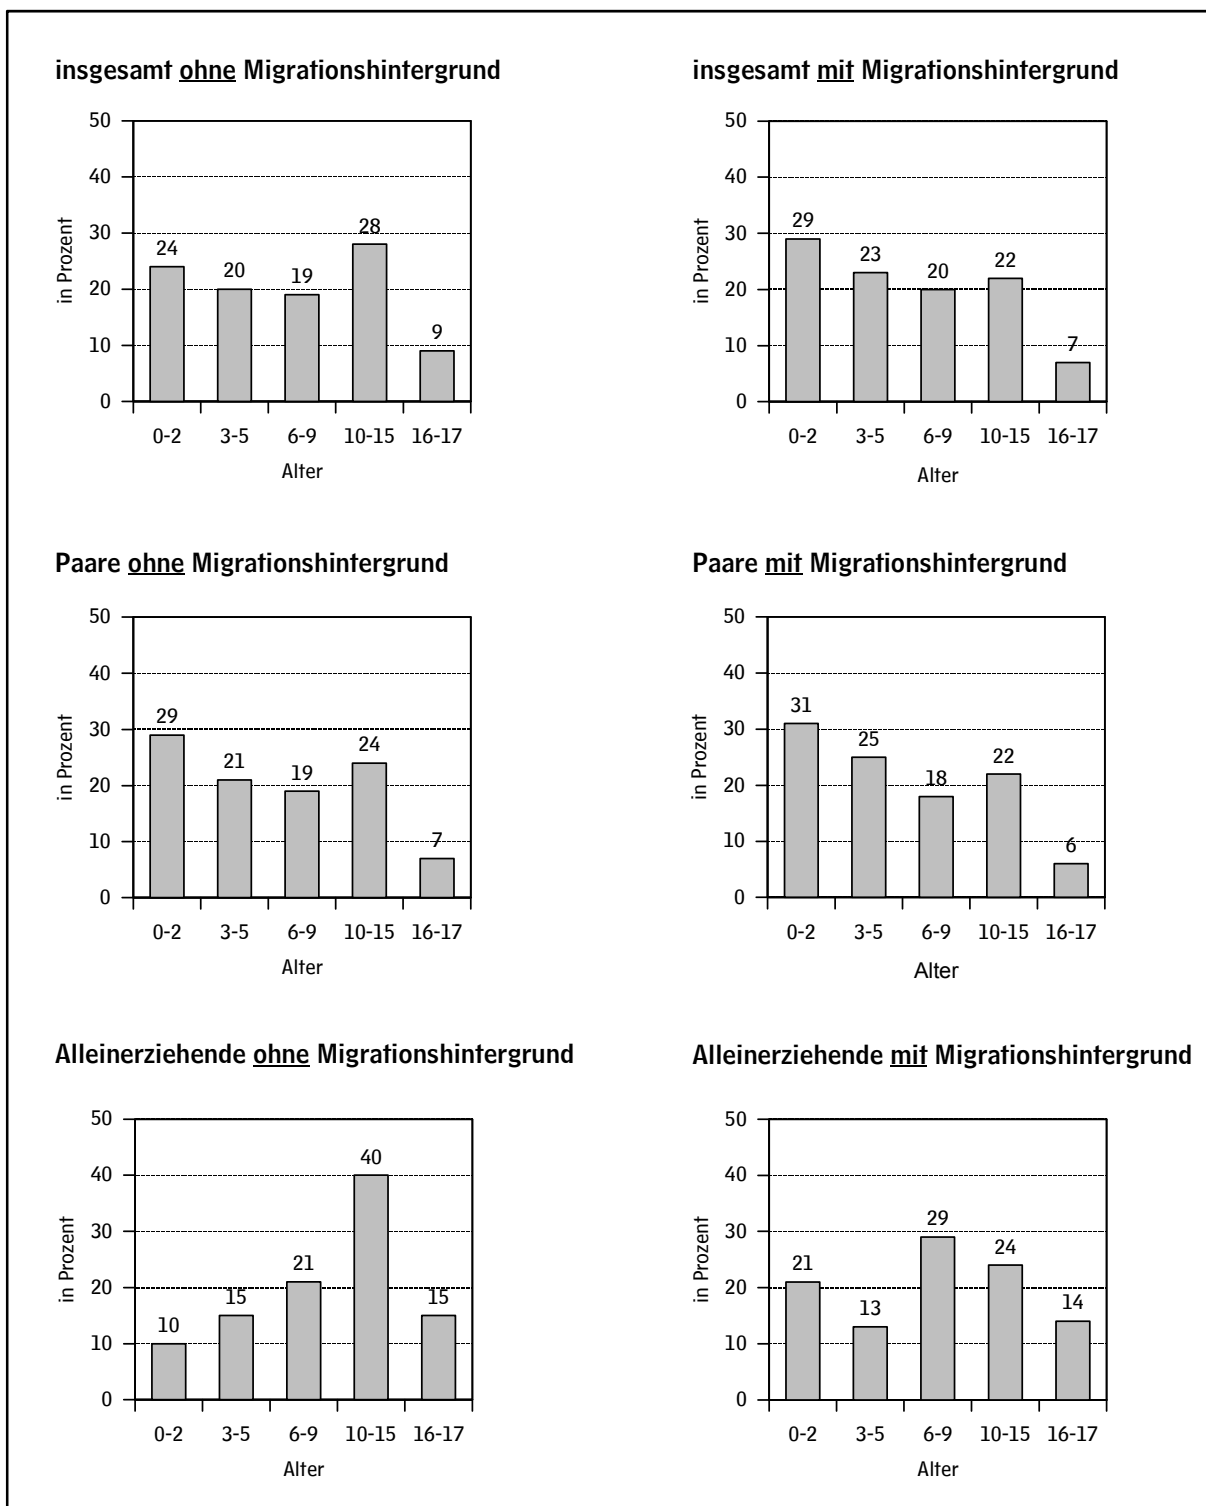 insgesamt ohne Migrationshintergrund
50
40
30
20
10
0
in Prozent
24
20
19
28
9
0-2 3-5 6-9 10-15 16-17
Alter
insgesamt mit Migrationshintergrund
50
40
30
20
10
0
in Prozent
29
23
20
22
7
0-2 3-5 6-9 10-15 16-17
Alter
Paare ohne Migrationshintergrund
50
40
30
20
10
0
in Prozent
29
21
19
24
7
0-2 3-5 6-9 10-15 16-17
Alter
Paare mit Migrationshintergrund
50
40
30
20
10
0
in Prozent
31
25
18
22
6
0-2 3-5 6-9 10-15 16-17
Alter
Alleinerziehende ohne Migrationshintergrund
50
40
30
20
10
0
in Prozent
10
15
21
40
15
0-2 3-5 6-9 10-15 16-17
Alter
Alleinerziehende mit Migrationshintergrund
50
40
30
20
10
0
in Prozent
21
13
29
24
14
0-2 3-5 6-9 10-15 16-17
Alter